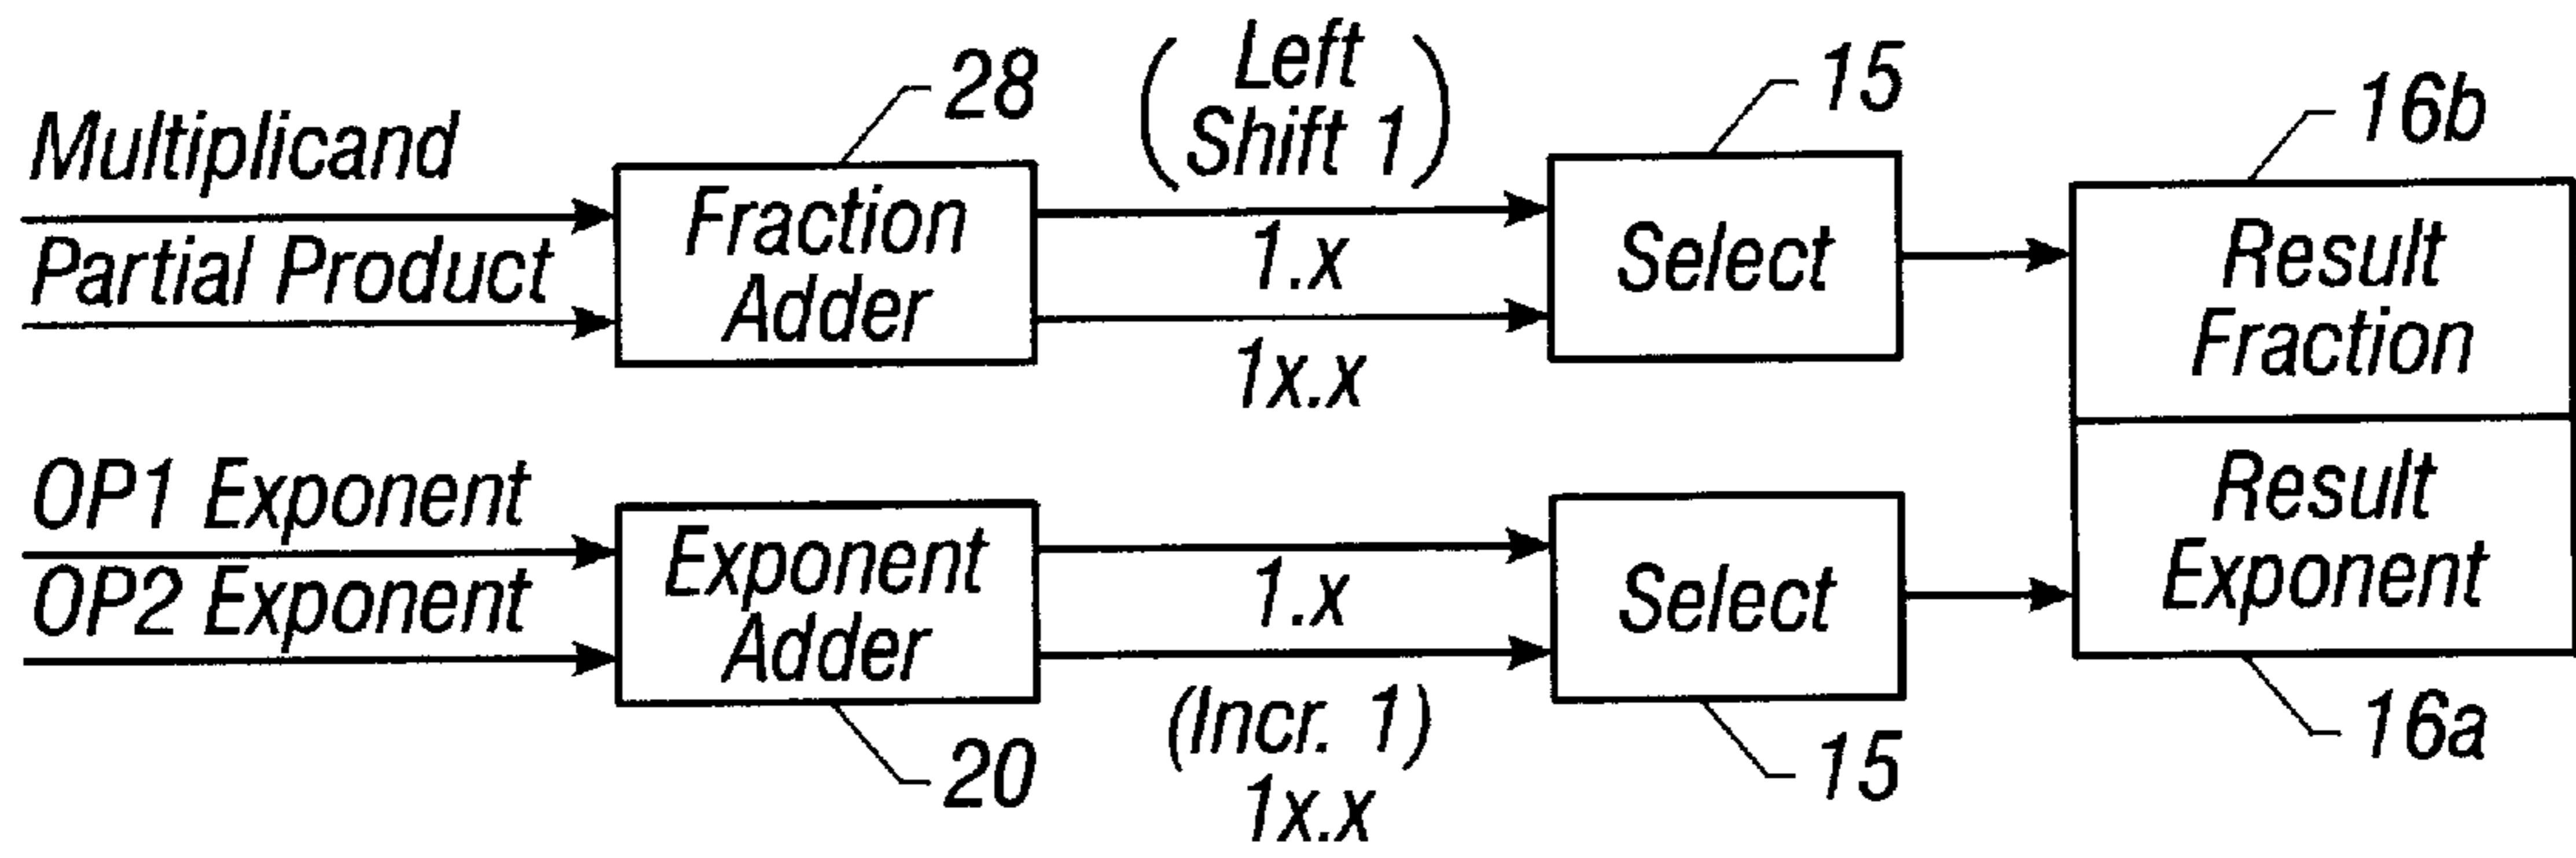 Multiplicand
Partial Product
28
Fraction
Adder
( Left
Shift 1 )
1.x
1x.x
15
Select
16b
Result
Fraction
OP1 Exponent
OP2 Exponent
Exponent
Adder
20
1.x
(Incr. 1)
1x.x
Select
15
Result
Exponent
16a